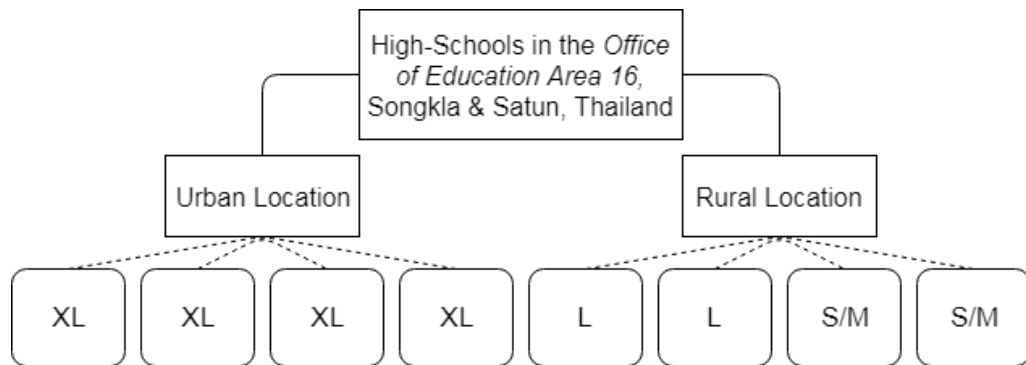 High-Schools in the Office
of Education Area 16,
Songkla & Satun, Thailand
Urban Location
Rural Location
XL
XL
XL
XL
L
L
S/M
S/M